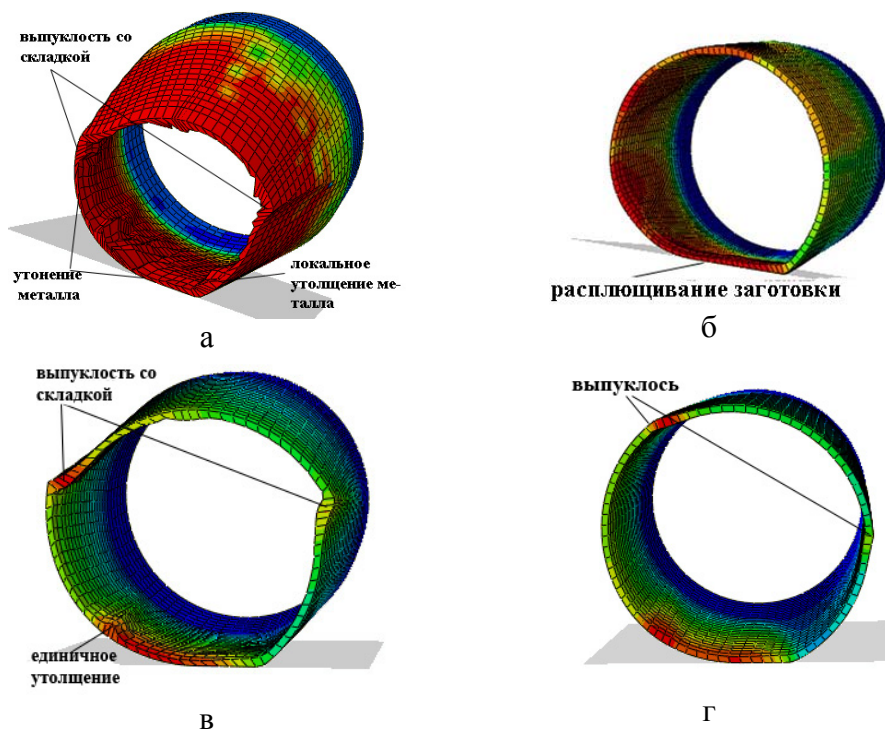 выпуклость со
складкой
утонение
металла
локальное
утолщение ме-
талла
а
расплющивание заготовки
б
выпуклость со
складкой
единичное
утолщение
в
выпуклось
г